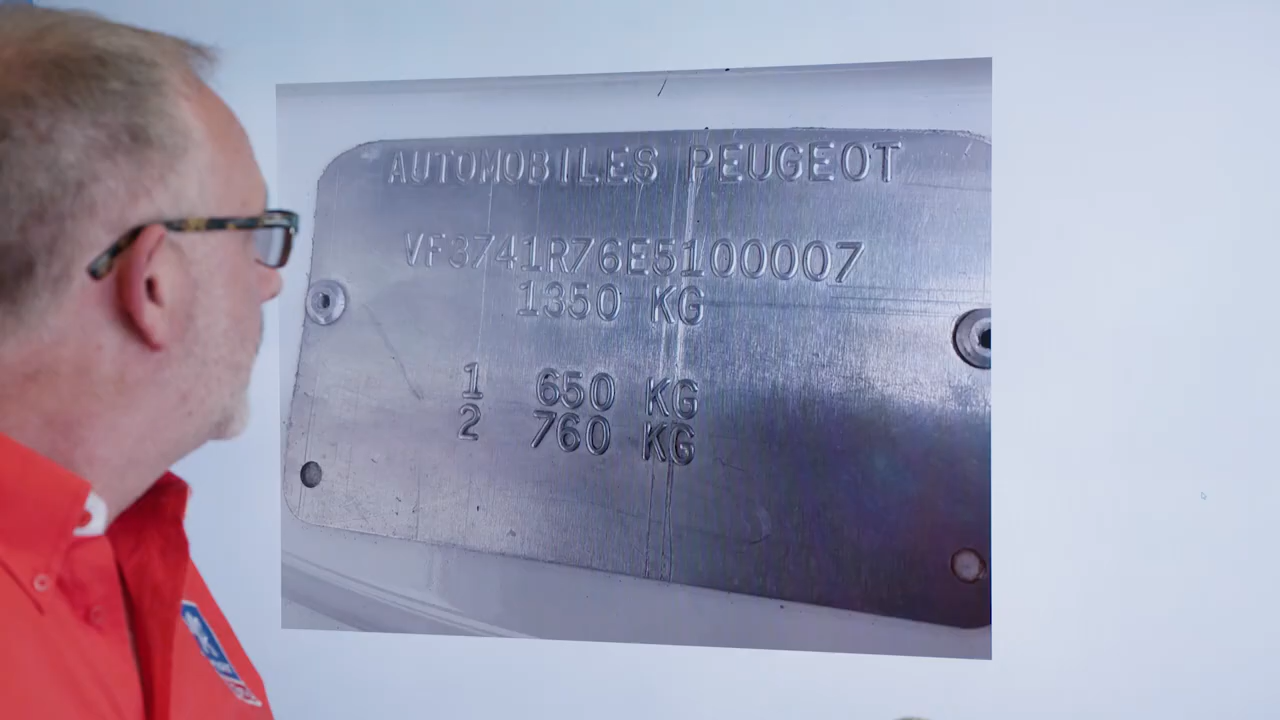 AUTOMOBILES PEUGEOT
VF3741R76E5100007
1350 KG
1 650 KG
2 760 KG